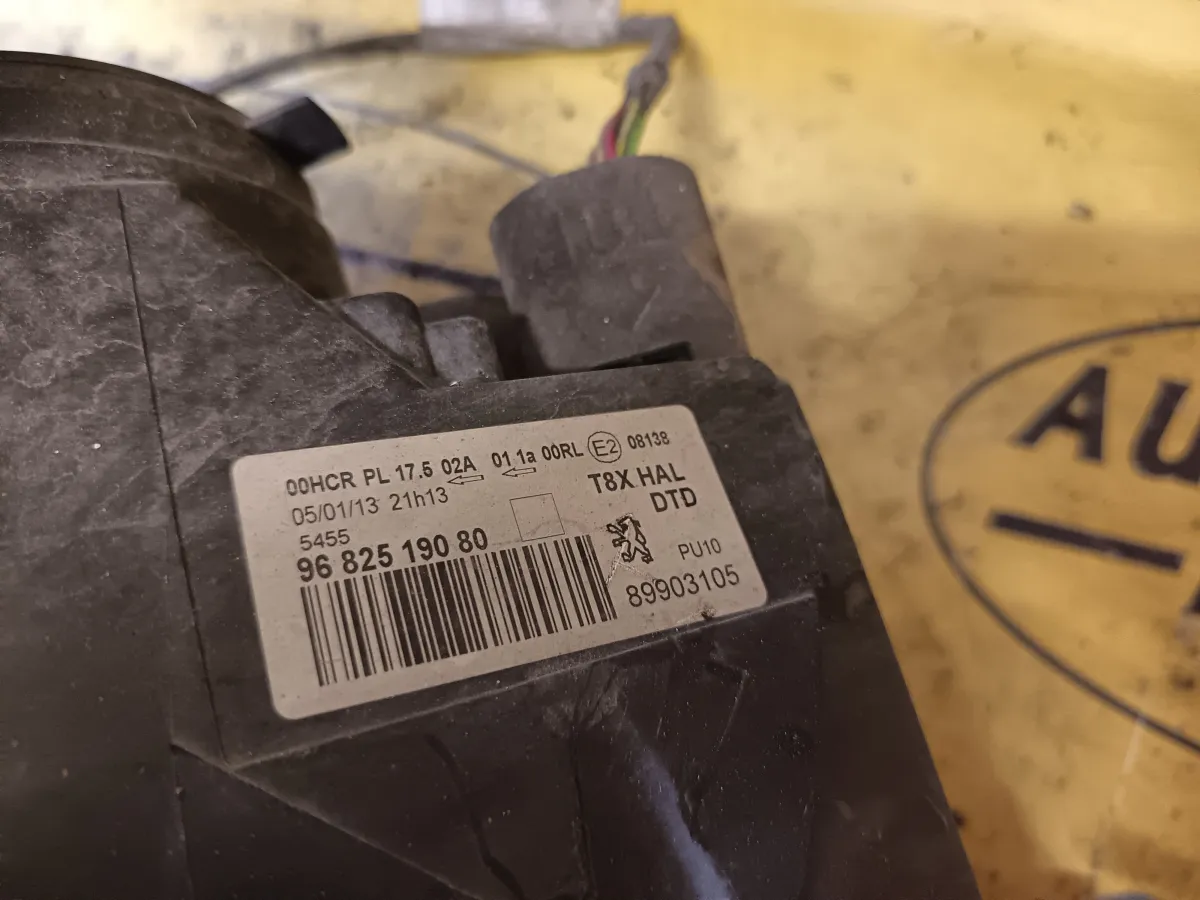 00HCR PL 17.5 02A 01 1a 00RL E2 08138
05/01/13 21h13
T8X HAL
DTD
5455
96 825 190 80
PU10
89903105
AU